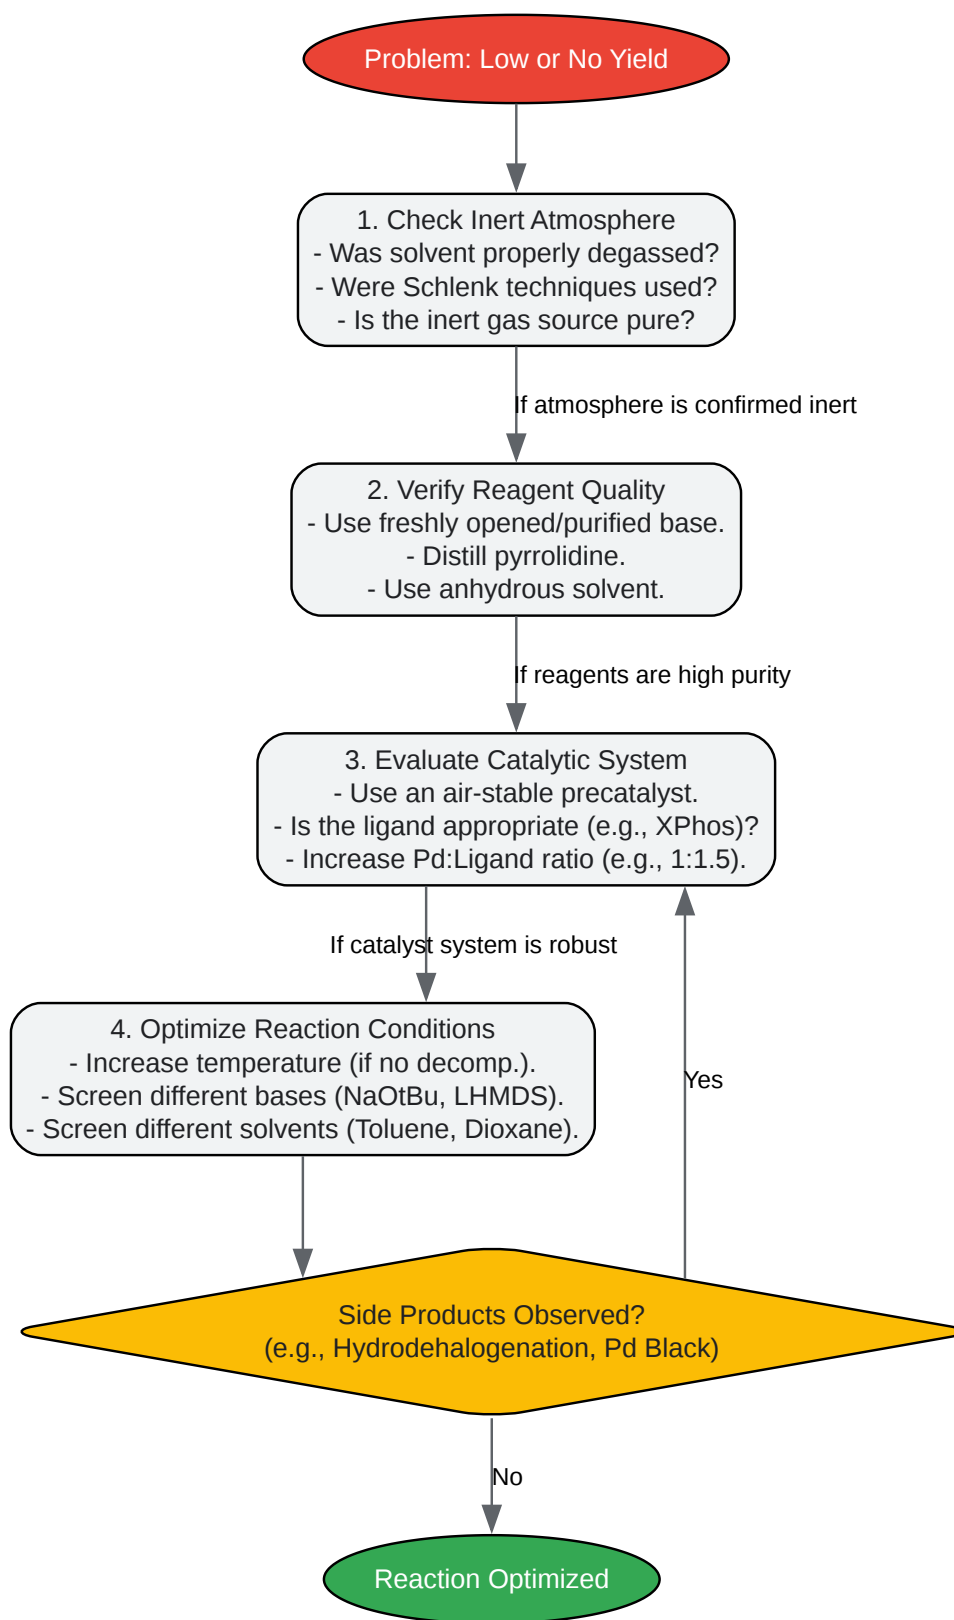 Problem: Low or No Yield
1. Check Inert Atmosphere
- Was solvent properly degassed?
- Were Schlenk techniques used?
- Is the inert gas source pure?
If atmosphere is confirmed inert
2. Verify Reagent Quality
- Use freshly opened/purified base.
- Distill pyrrolidine.
- Use anhydrous solvent.
If reagents are high purity
3. Evaluate Catalytic System
- Use an air-stable precatalyst.
- Is the ligand appropriate (e.g., XPhos)?
- Increase Pd:Ligand ratio (e.g., 1:1.5).
If catalyst system is robust
4. Optimize Reaction Conditions
- Increase temperature (if no decomp.).
- Screen different bases (NaOtBu, LHMDS).
- Screen different solvents (Toluene, Dioxane).
Yes
Side Products Observed?
(e.g., Hydrodehalogenation, Pd Black)
No
Reaction Optimized